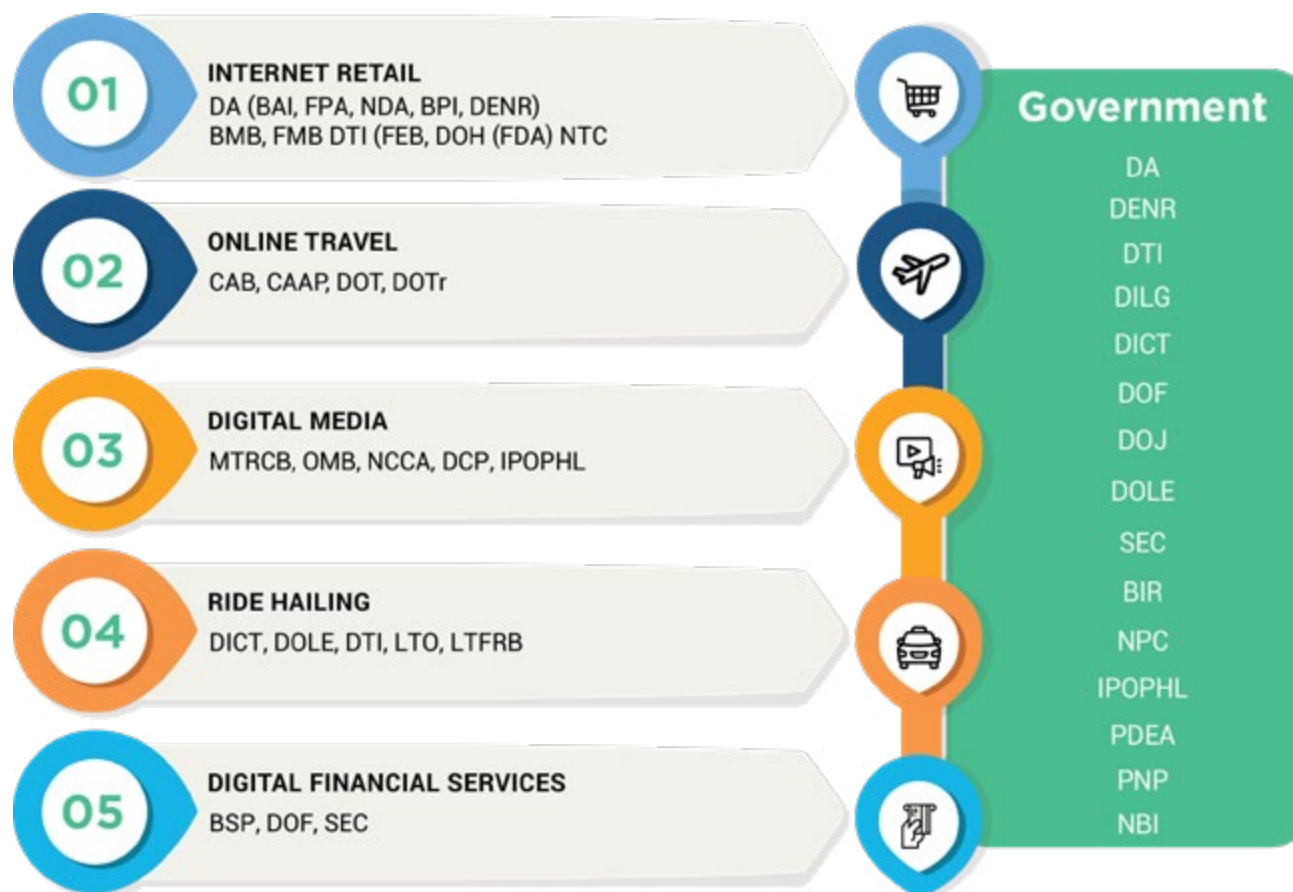 01
INTERNET RETAIL
DA (BAI, FPA, NDA, BPI, DENR)
BMB, FMB DTI (FEB, DOH (FDA) NTC
02
ONLINE TRAVEL
CAB, CAAP, DOT, DOTr
03
DIGITAL MEDIA
MTRCB, OMB, NCCA, DCP, IPOPHL
04
RIDE HAILING
DICT, DOLE, DTI, LTO, LTFRB
05
DIGITAL FINANCIAL SERVICES
BSP, DOF, SEC
Government
DA
DENR
DTI
DILG
DICT
DOF
DOJ
DOLE
SEC
BIR
NPC
IPOPHL
PDEA
PNP
NBI